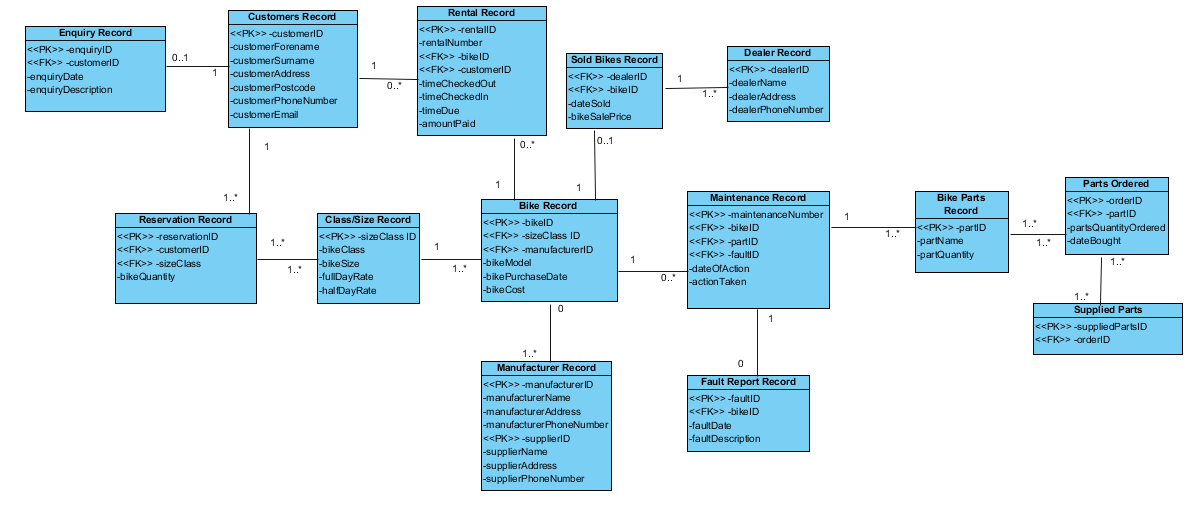 Enquiry Record
<<PK>> -enquiryID
<<FK>> -customerID
-enquiryDate
-enquiryDescription
0..1
1
Customers Record
<<PK>> -customerID
-customerForename
-customerSurname
-customerAddress
-customerPostcode
-customerPhoneNumber
-customerEmail
1
0..*
Rental Record
<<PK>> -rentalID
-rentalNumber
<<FK>> -bikeID
<<FK>> -customerID
-timeCheckedOut
-timeCheckedIn
-timeDue
-amountPaid
Sold Bikes Record
<<FK>> -dealerID
<<FK>> -bikeID
-dateSold
-bikeSalePrice
1
1..*
Dealer Record
<<PK>> -dealerID
-dealerName
-dealerAddress
-dealerPhoneNumber
1
1..*
0..*
1
0..1
1
Reservation Record
<<PK>> -reservationID
<<FK>> -customerID
<<FK>> -sizeClass
-bikeQuantity
1..*
1..*
Class/Size Record
<<PK>> -sizeClass ID
-bikeClass
-bikeSize
-fullDayRate
-halfDayRate
1
1..*
Bike Record
<<PK>> -bikeID
<<FK>> -sizeClass ID
<<FK>> -manufacturerID
-bikeModel
-bikePurchaseDate
-bikeCost
1
0..*
Maintenance Record
<<PK>> -maintenanceNumber
<<FK>> -bikeID
<<FK>> -partID
<<FK>> -faultID
-dateOfAction
-actionTaken
1
1..*
Bike Parts
Record
<<PK>> -partID
-partName
-partQuantity
1..*
1..*
Parts Ordered
<<PK>> -orderID
<<FK>> -partID
-partsQuantityOrdered
-dateBought
1..*
1..*
Supplied Parts
<<PK>> -suppliedPartsID
<<FK>> -orderID
0
1..*
Manufacturer Record
<<PK>> -manufacturerID
-manufacturerName
-manufacturerAddress
-manufacturerPhoneNumber
<<PK>> -supplierID
-supplierName
-supplierAddress
-supplierPhoneNumber
1
0
Fault Report Record
<<PK>> -faultID
<<FK>> -bikeID
-faultDate
-faultDescription